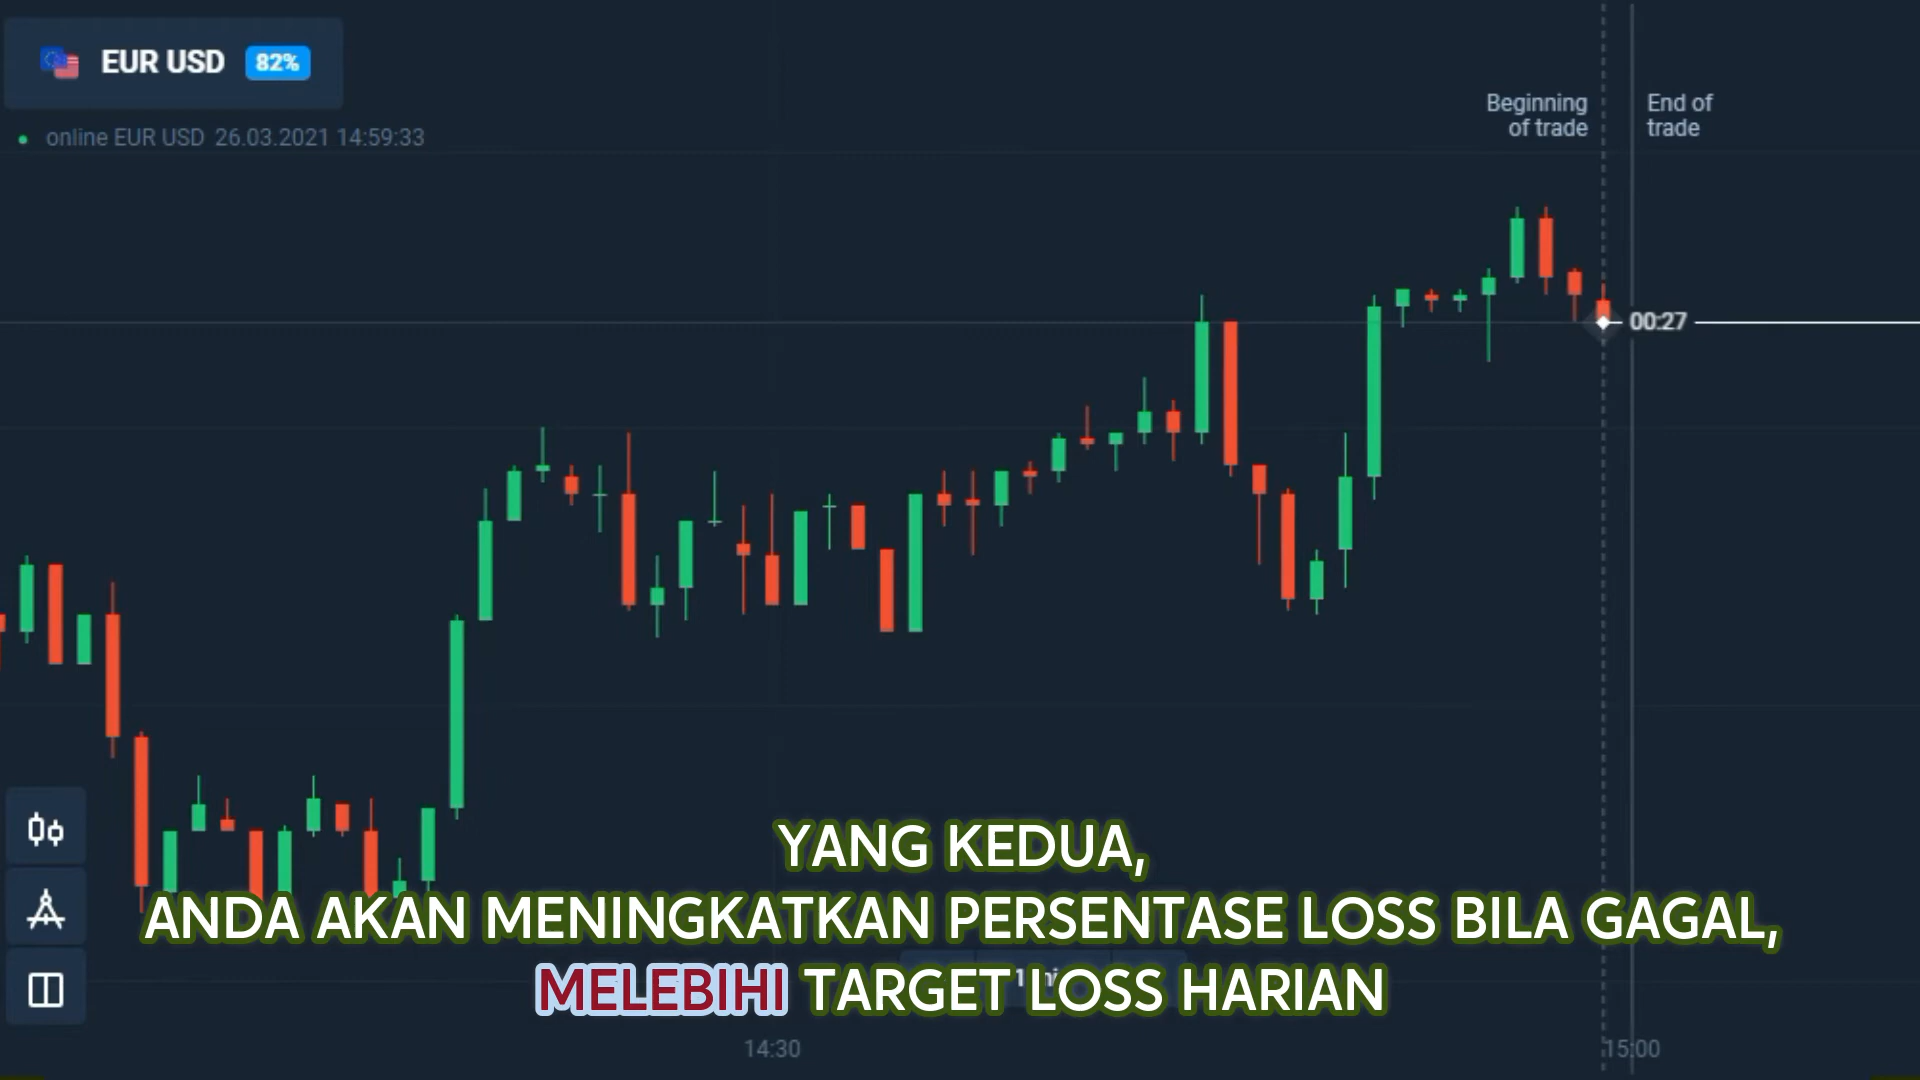 EUR USD 82%
online EUR USD 26.03.2021 14:59:33
Beginning
of trade
End of
trade
00:27
YANG KEDUA,
ANDA AKAN MENINGKATKAN PERSENTASE LOSS BILA GAGAL,
MELEBIHI TARGET LOSS HARIAN
14:30
15:00